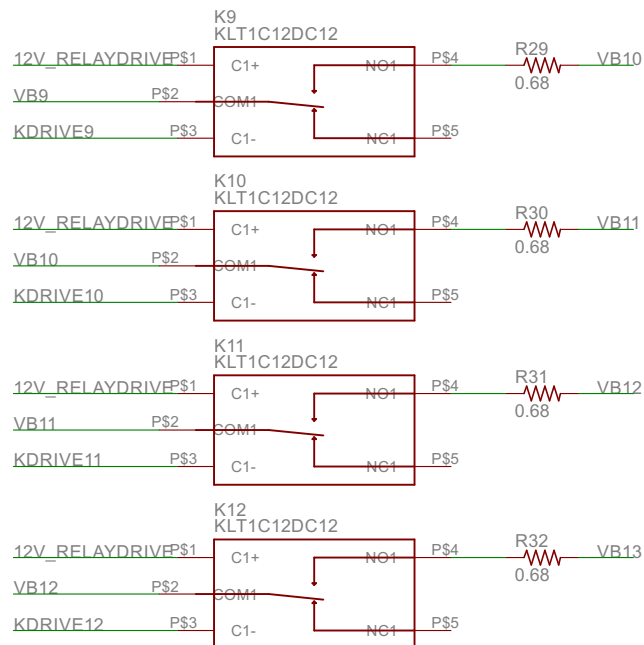 K9
KLT1C12DC12
12V_RELAYDRIVE P$1 C1+ NO1 P$4 R29 VB10
0.68
VB9 P$2 COM1
KDRIVE9 P$3 C1- NC1 P$5
K10
KLT1C12DC12
12V_RELAYDRIVE P$1 C1+ NO1 P$4 R30 VB11
0.68
VB10 P$2 COM1
KDRIVE10 P$3 C1- NC1 P$5
K11
KLT1C12DC12
12V_RELAYDRIVE P$1 C1+ NO1 P$4 R31 VB12
0.68
VB11 P$2 COM1
KDRIVE11 P$3 C1- NC1 P$5
K12
KLT1C12DC12
12V_RELAYDRIVE P$1 C1+ NO1 P$4 R32 VB13
0.68
VB12 P$2 COM1
KDRIVE12 P$3 C1- NC1 P$5